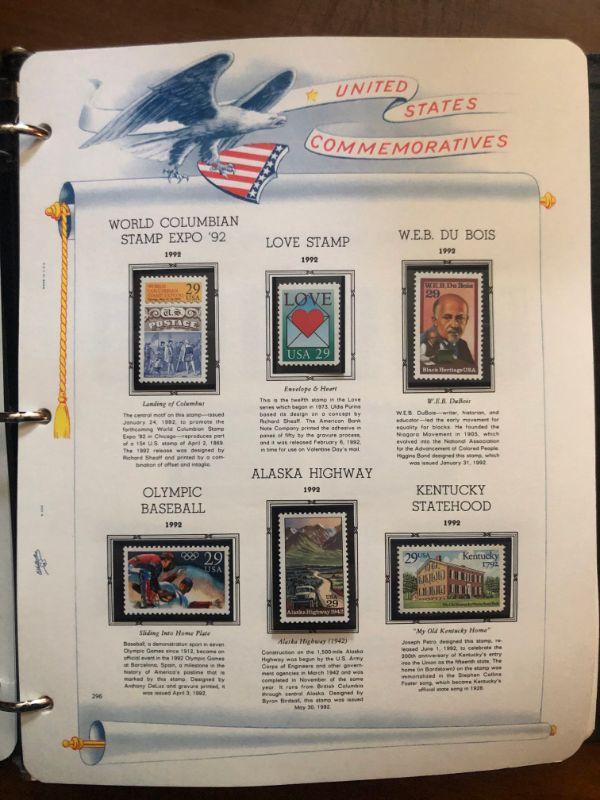 UNITED
STATES
COMMEMORATIVES
WORLD COLUMBIAN
STAMP EXPO '92
1992
WORLD
COLUMBIAN
STAMP EXPO
29
USA
U.S.
POSTAGE
Landing of Columbus
The central motif on this stamp—issued
January 24, 1992, to promote the
forthcoming World Columbian Stamp
Expo '92 in Chicago—reproduces part
of a 15¢ U.S. stamp of April 2, 1869.
The 1992 release was designed by
Richard Sheaff and printed by a com-
bination of offset and intaglio.
LOVE STAMP
1992
LOVE
USA 29
Envelope & Heart
This is the twelfth stamp in the Love
series which began in 1973. Uldis Purins
based its design on a concept by
Richard Sheaff. The American Bank
Note Company printed the adhesive in
panes of fifty by the gravure process,
and it was released February 6, 1992,
in time for use on Valentine Day's mail.
W.E.B. DU BOIS
1992
W.E.B. Du Bois
29
Black Heritage USA
W.E.B. DuBois
W.E.B. DuBois—writer, historian, and
educator—led the early movement for
equality for blacks. He founded the
Niagara Movement in 1905, which
evolved into the National Association
for the Advancement of Colored People.
Higgins Bond designed this stamp, which
was issued January 31, 1992.
OLYMPIC
BASEBALL
1992
29
USA
Sliding Into Home Plate
Baseball, a demonstration sport in seven
Olympic Games since 1912, became an
official event in the 1992 Olympic Games
at Barcelona, Spain, a milestone in the
history of America's pastime that is
marked by this stamp. Designed by
Anthony DeLuz and gravure printed, it
was issued April 3, 1992.
ALASKA HIGHWAY
1992
USA
29
Alaska Highway 1942
Alaska Highway (1942)
Construction on the 1,500-mile Alaska
Highway was begun by the U.S. Army
Corps of Engineers and other govern-
ment agencies in March 1942 and was
completed in November of the same
year. It runs from British Columbia
through central Alaska. Designed by
Byron Birdsall, this stamp was issued
May 30, 1992.
KENTUCKY
STATEHOOD
1992
29 USA
Kentucky
1792
"My Old Kentucky Home"
Joseph Petro designed this stamp, re-
leased June 1, 1992, to celebrate the
200th anniversary of Kentucky's entry
into the Union as the fifteenth state. The
home (in Bardstown) on the stamp was
immortalized in the Stephen Collins
Foster song, which became Kentucky's
official state song in 1928.
296